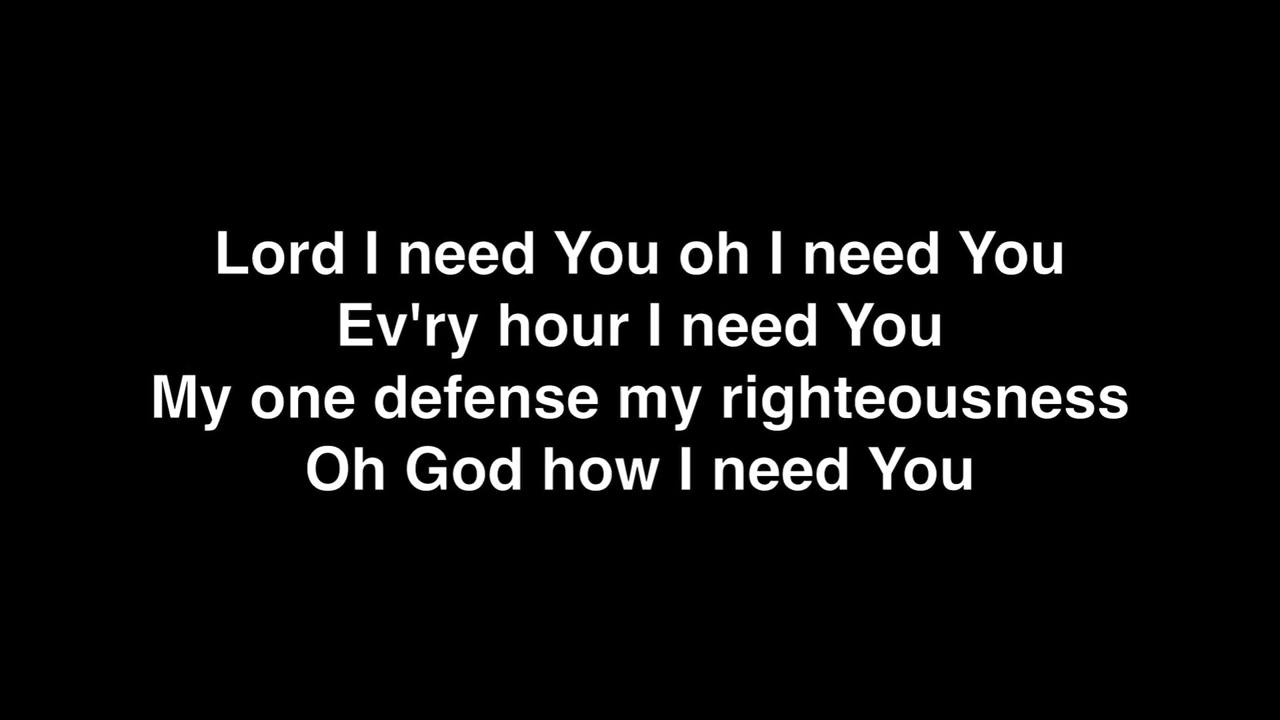 Lord I need You oh I need You
Ev'ry hour I need You
My one defense my righteousness
Oh God how I need You